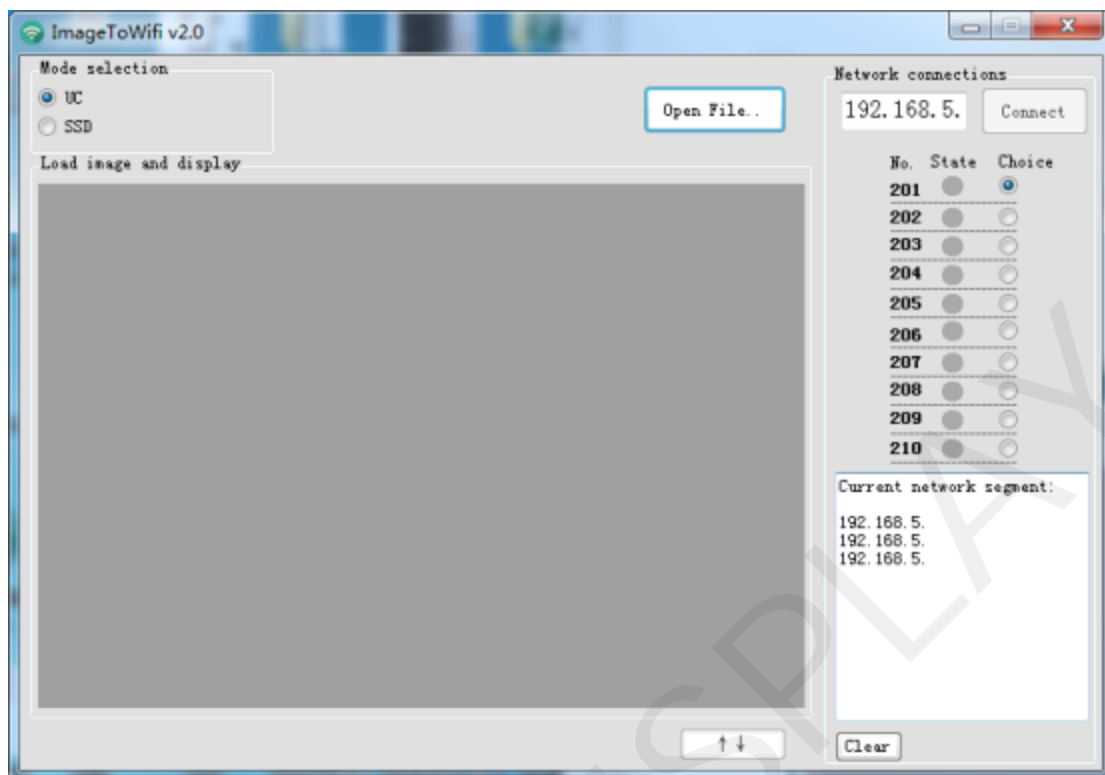 ImageToWifi v2.0
Mode selection
UC
SSD
Open File..
Load image and display
↑↓
Network connections
192.168.5.
Connect
No. State Choice
201
202
203
204
205
206
207
208
209
210
Current network segment:
192.168.5.
192.168.5.
192.168.5.
Clear
SPLAY